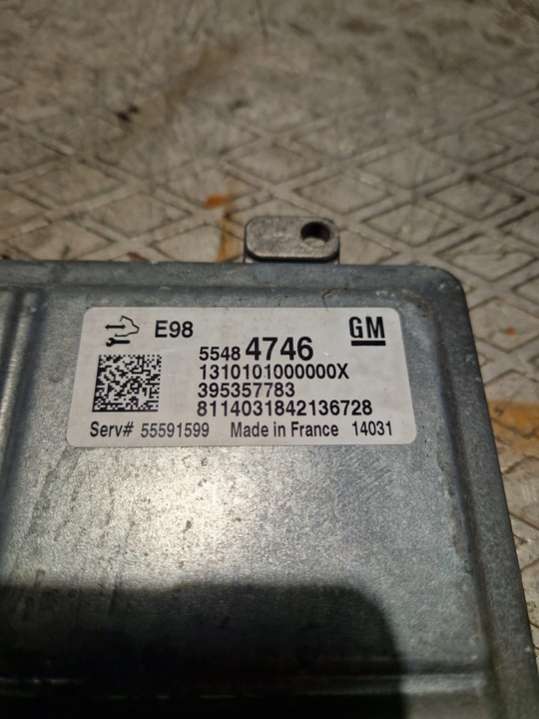 E98
GM
5548 4746
1310101000000X
395357783
8114031842136728
Serv# 55591599 Made in France 14031